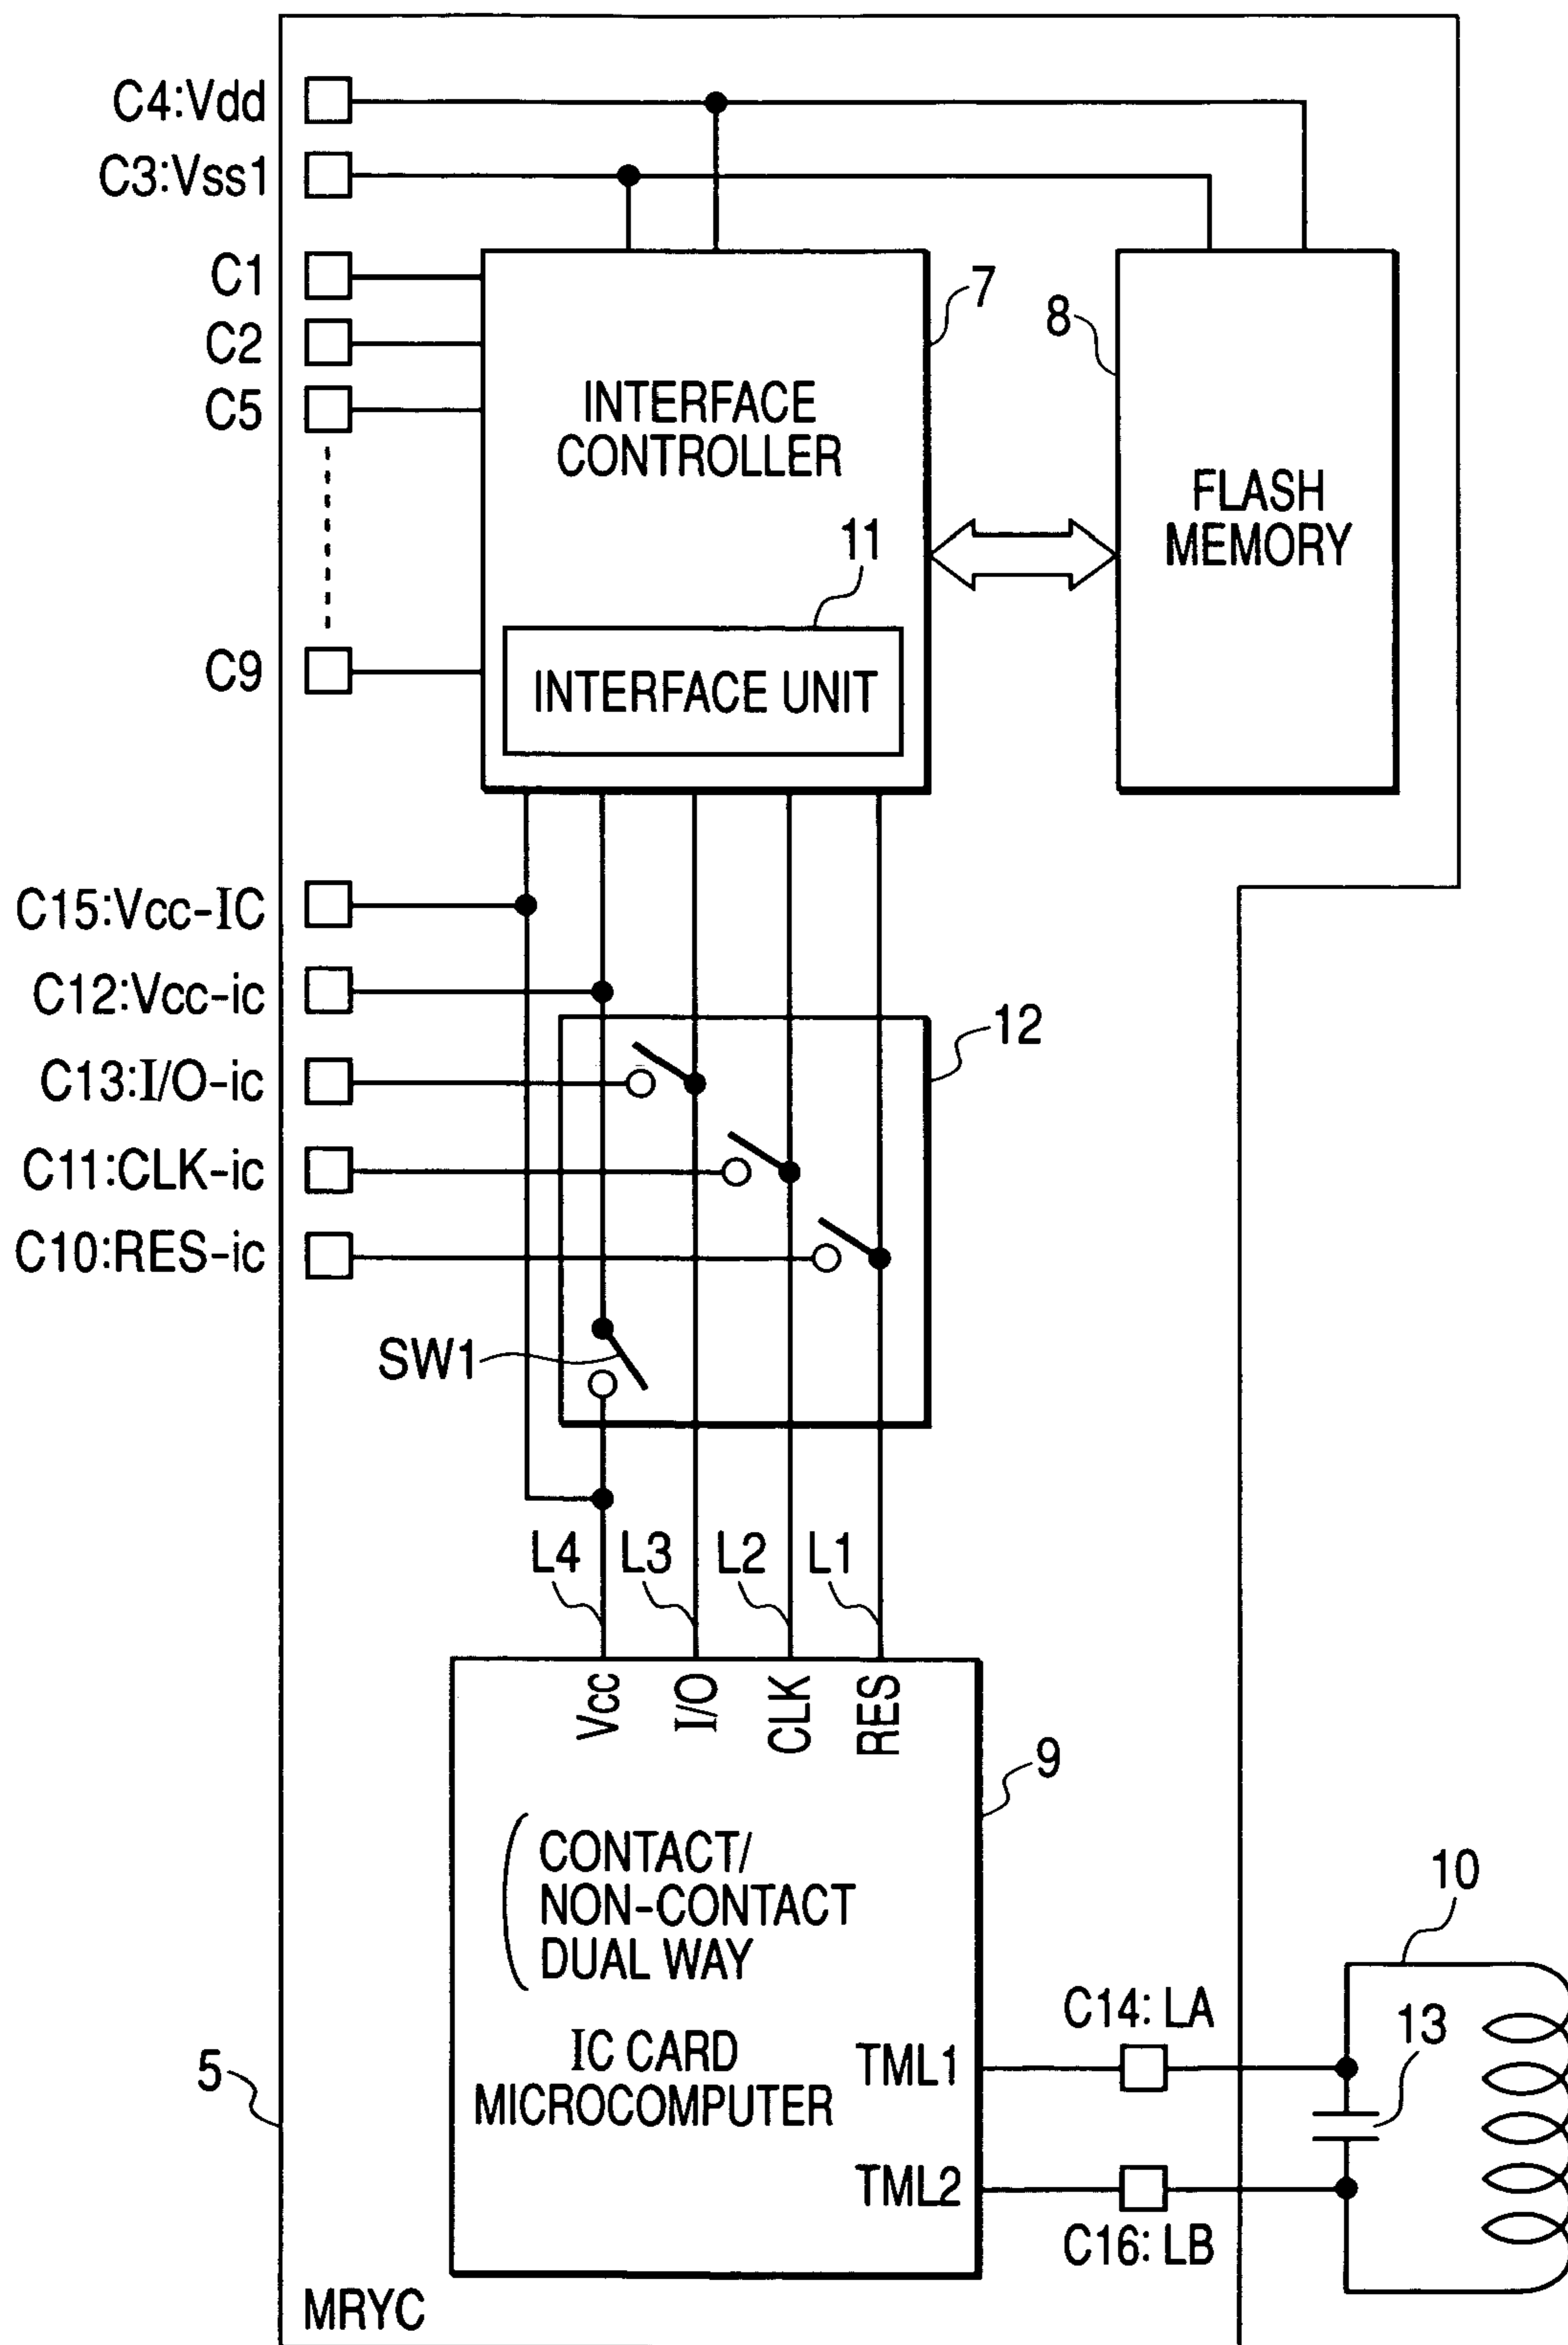 C4:Vdd
C3:Vss1
C1
C2
C5
C9
7
8
INTERFACE
CONTROLLER
FLASH
MEMORY
11
INTERFACE UNIT
C15:Vcc-IC
C12:Vcc-ic
C13:I/O-ic
C11:CLK-ic
C10:RES-ic
12
SW1
L4
L3
L2
L1
Vcc
I/O
CLK
RES
9
CONTACT/
NON-CONTACT
DUAL WAY
IC CARD
MICROCOMPUTER
TML1
TML2
C14: LA
C16: LB
10
13
5
MRYC